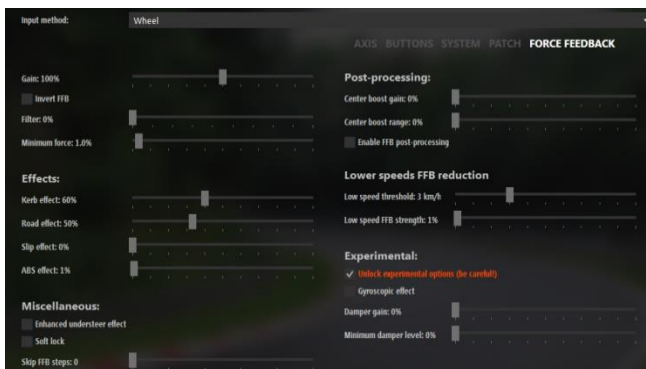 Input method:
Wheel
AXIS BUTTONS SYSTEM PATCH FORCE FEEDBACK
Gain: 100%
Invert FFB
Filter: 0%
Minimum force: 1.0%
Effects:
Kerb effect: 60%
Road effect: 50%
Slip effect: 0%
ABS effect: 1%
Miscellaneous:
Enhanced understeer effect
Soft lock
Skip FFB steps: 0
Post-processing:
Center boost gain: 0%
Center boost range: 0%
Enable FFB post-processing
Lower speeds FFB reduction
Low speed threshold: 3 km/h
Low speed FFB strength: 1%
Experimental:
Unlock experimental options (be careful!)
Gyroscopic effect
Damper gain: 0%
Minimum damper level: 0%